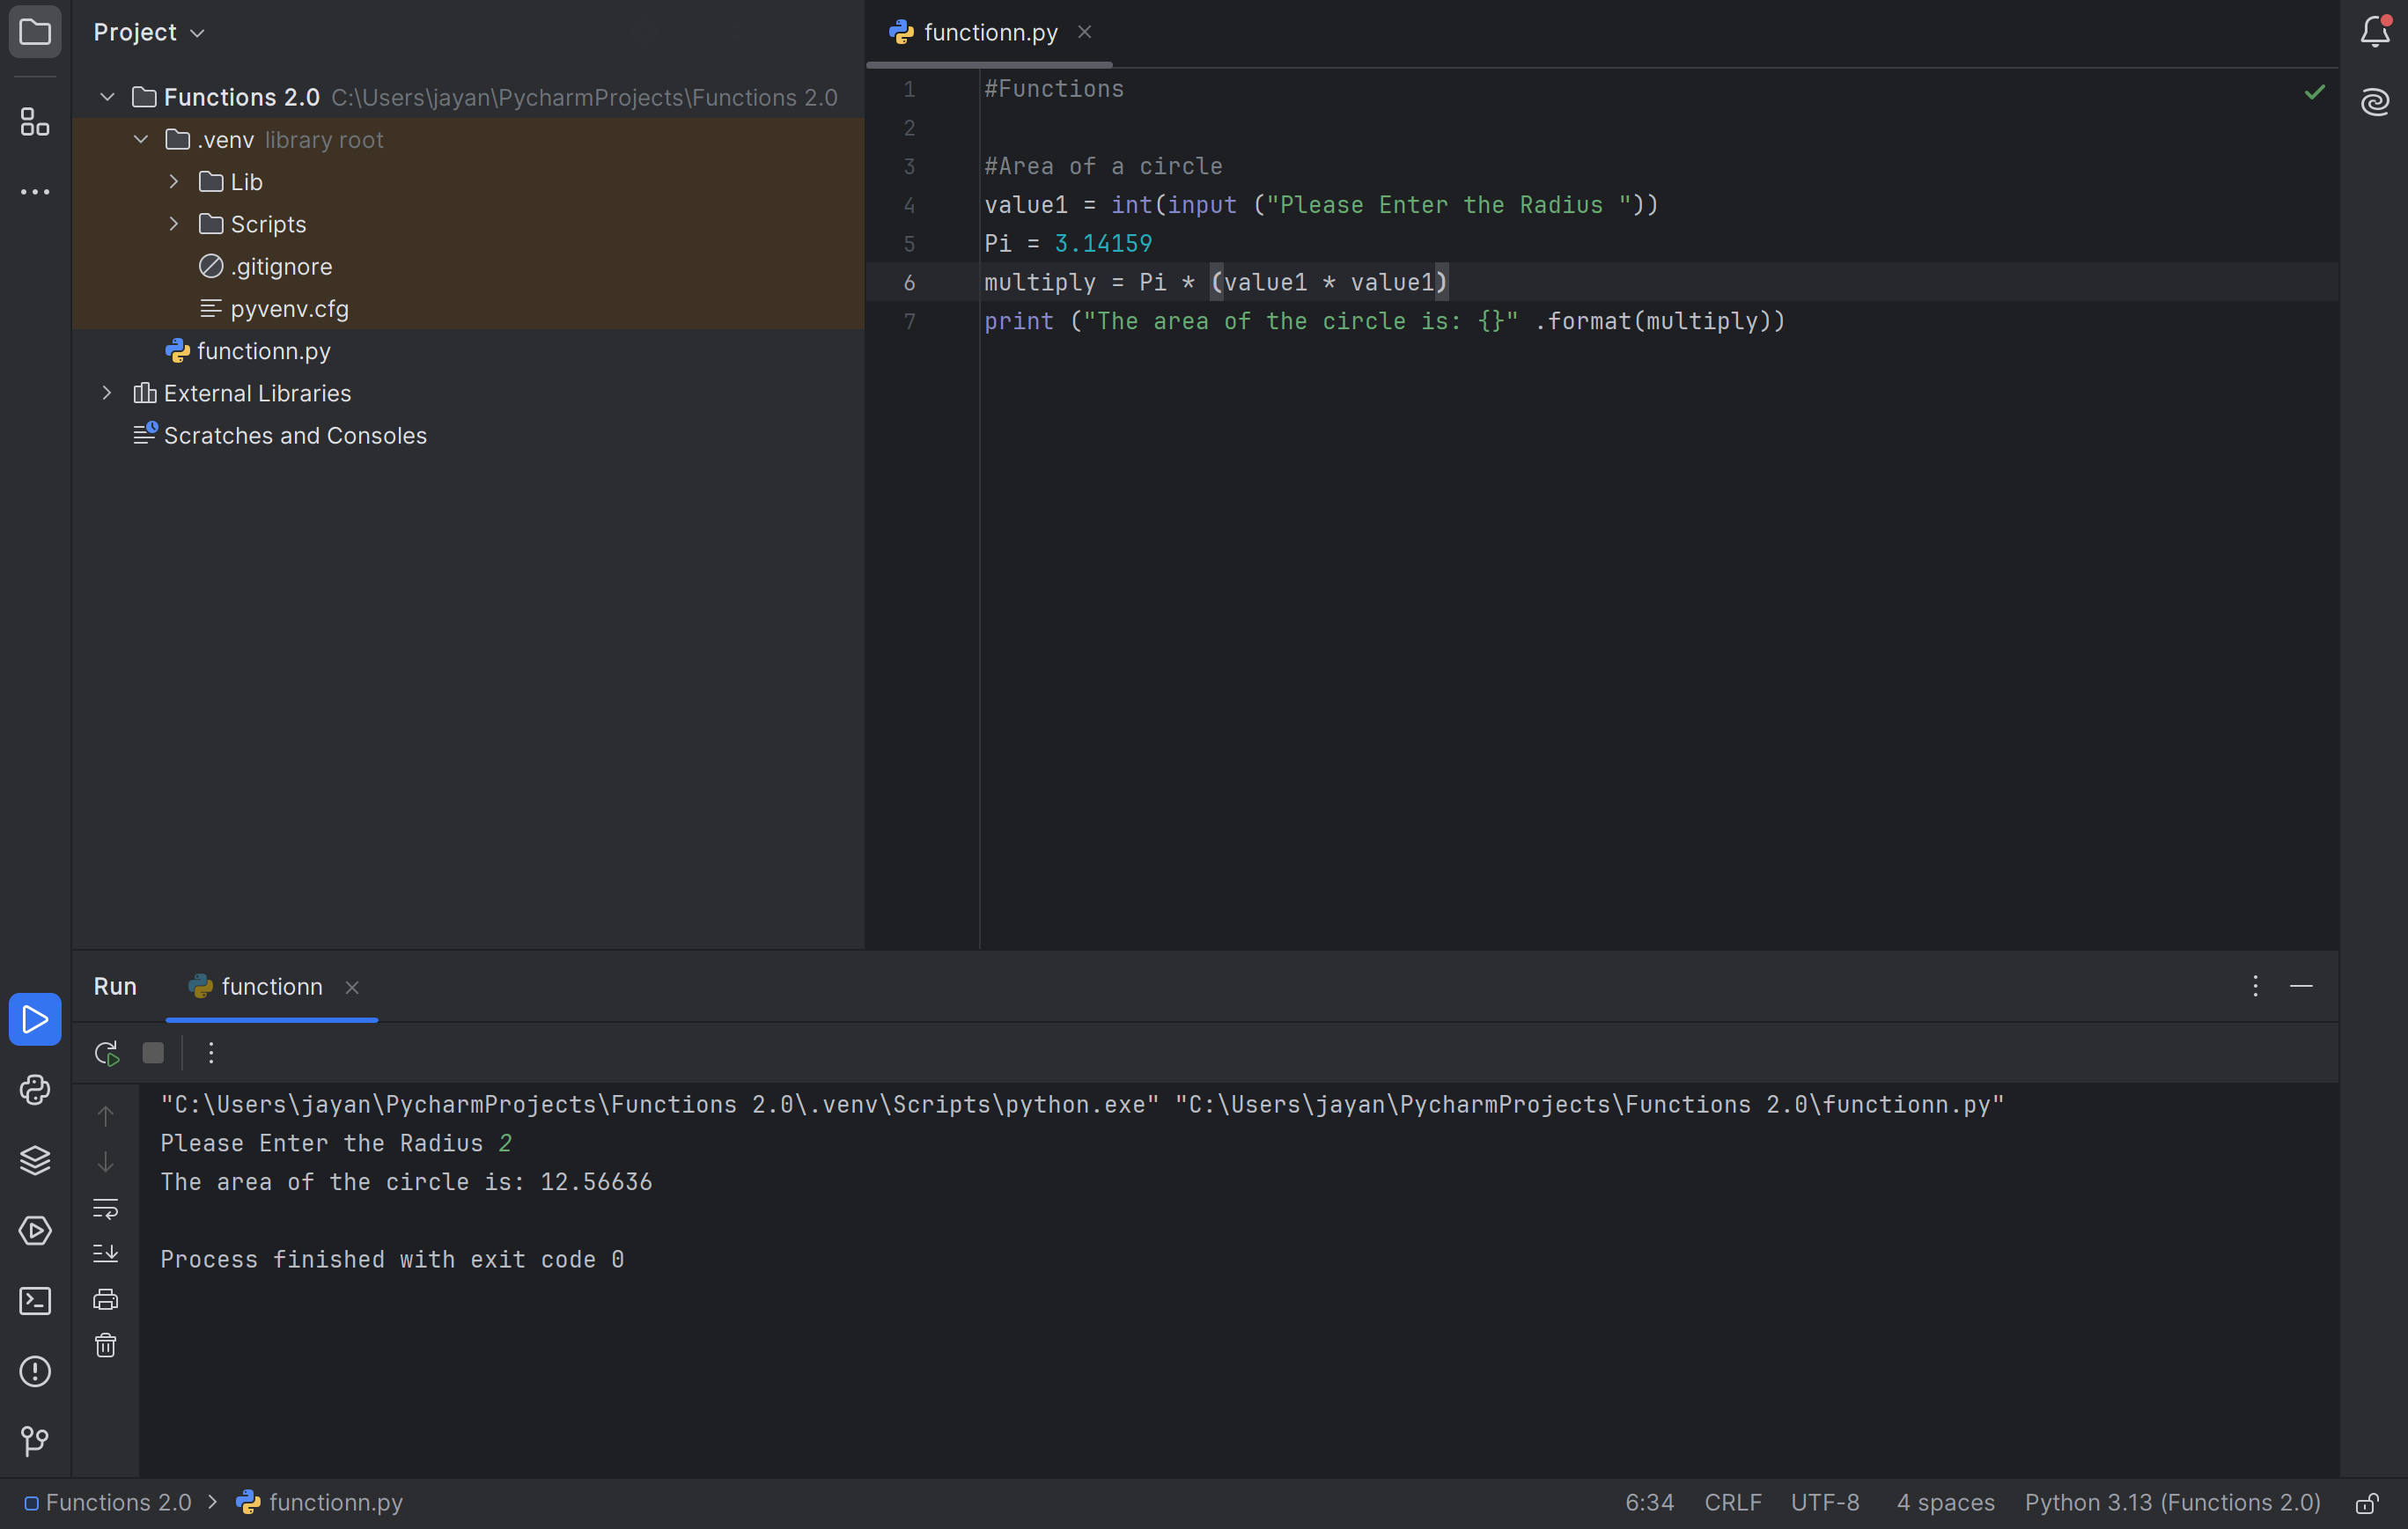 Project
Functions 2.0 C:\Users\jayan\PycharmProjects\Functions 2.0
.venv library root
Lib
Scripts
.gitignore
pyvenv.cfg
functionn.py
External Libraries
Scratches and Consoles
functionn.py
1 #Functions
2
3 #Area of a circle
4 value1 = int(input ("Please Enter the Radius "))
5 Pi = 3.14159
6 multiply = Pi * (value1 * value1)
7 print ("The area of the circle is: {}" .format(multiply))
Run functionn
"C:\Users\jayan\PycharmProjects\Functions 2.0\.venv\Scripts\python.exe" "C:\Users\jayan\PycharmProjects\Functions 2.0\functionn.py"
Please Enter the Radius 2
The area of the circle is: 12.56636
Process finished with exit code 0
Functions 2.0 > functionn.py 6:34 CRLF UTF-8 4 spaces Python 3.13 (Functions 2.0)